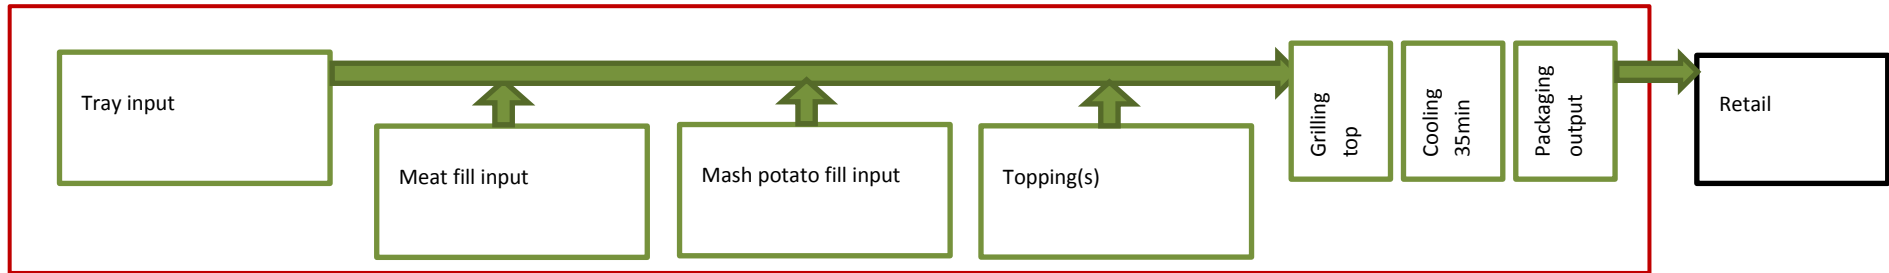 Tray input
Meat fill input
Mash potato fill input
Topping(s)
Grilling
top
Cooling
35min
Packaging
output
Retail